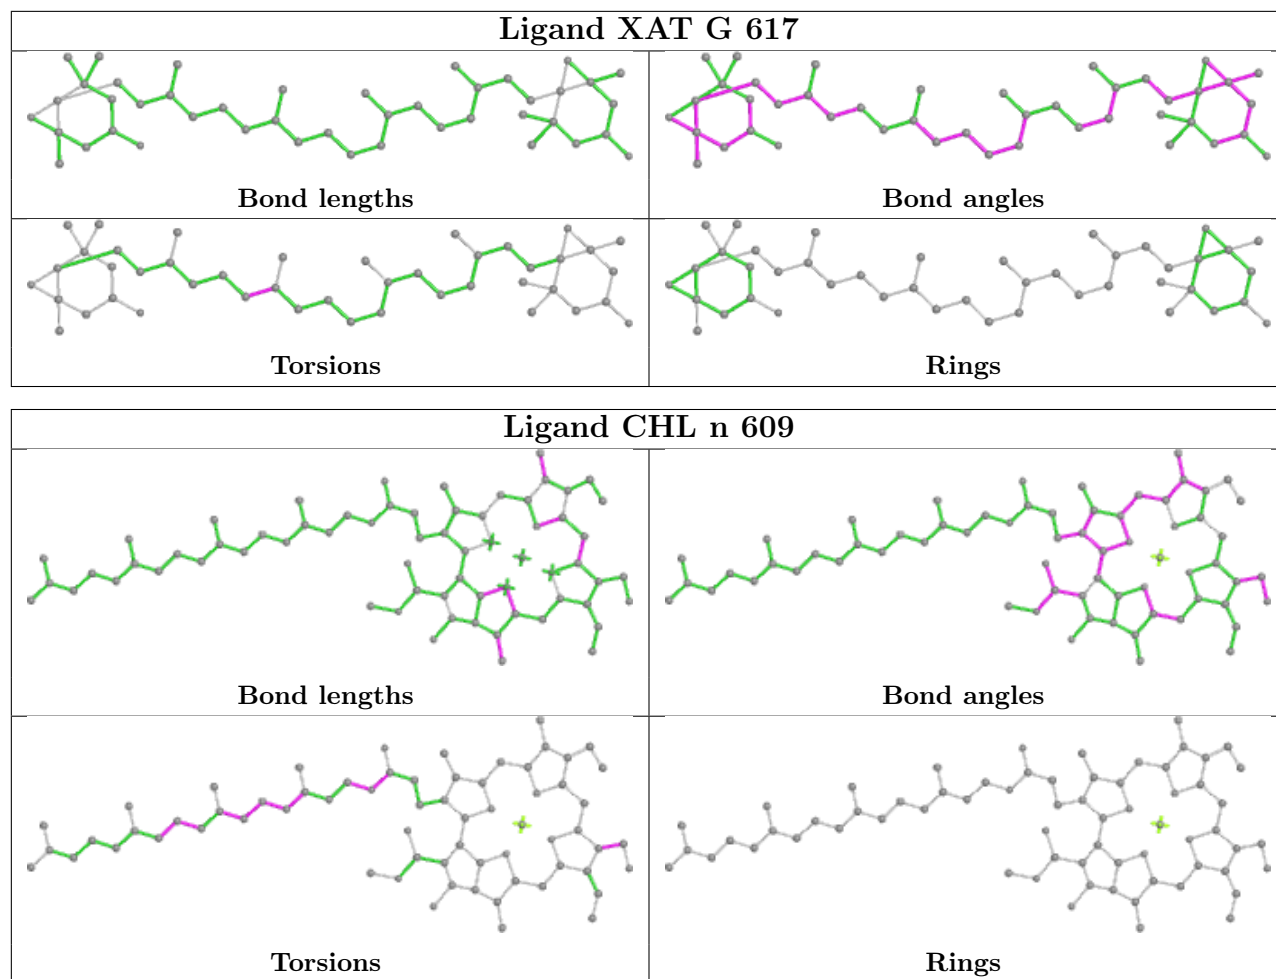 Ligand XAT G 617
Bond lengths
Bond angles
Torsions
Rings
Ligand CHL n 609
Bond lengths
Bond angles
Torsions
Rings